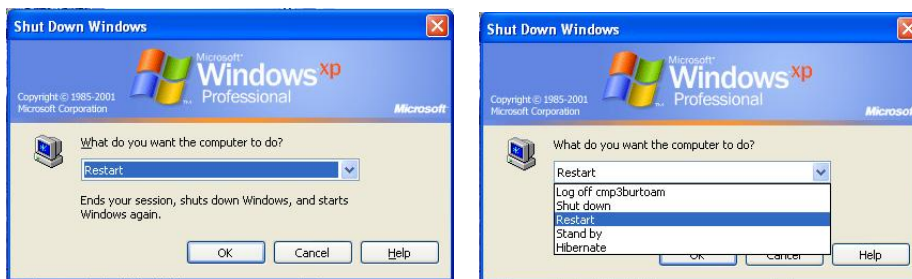 Shut Down Windows
Microsoft
Windows xp
Professional
Copyright © 1985-2001
Microsoft Corporation
Microsoft
What do you want the computer to do?
Restart
Ends your session, shuts down Windows, and starts
Windows again.
OK Cancel Help
Shut Down Windows
Microsoft
Windows xp
Professional
Copyright © 1985-2001
Microsoft Corporation
Microsoft
What do you want the computer to do?
Restart
Log off cmp3burtoam
Shut down
Restart
Stand by
Hibernate
OK Cancel Help